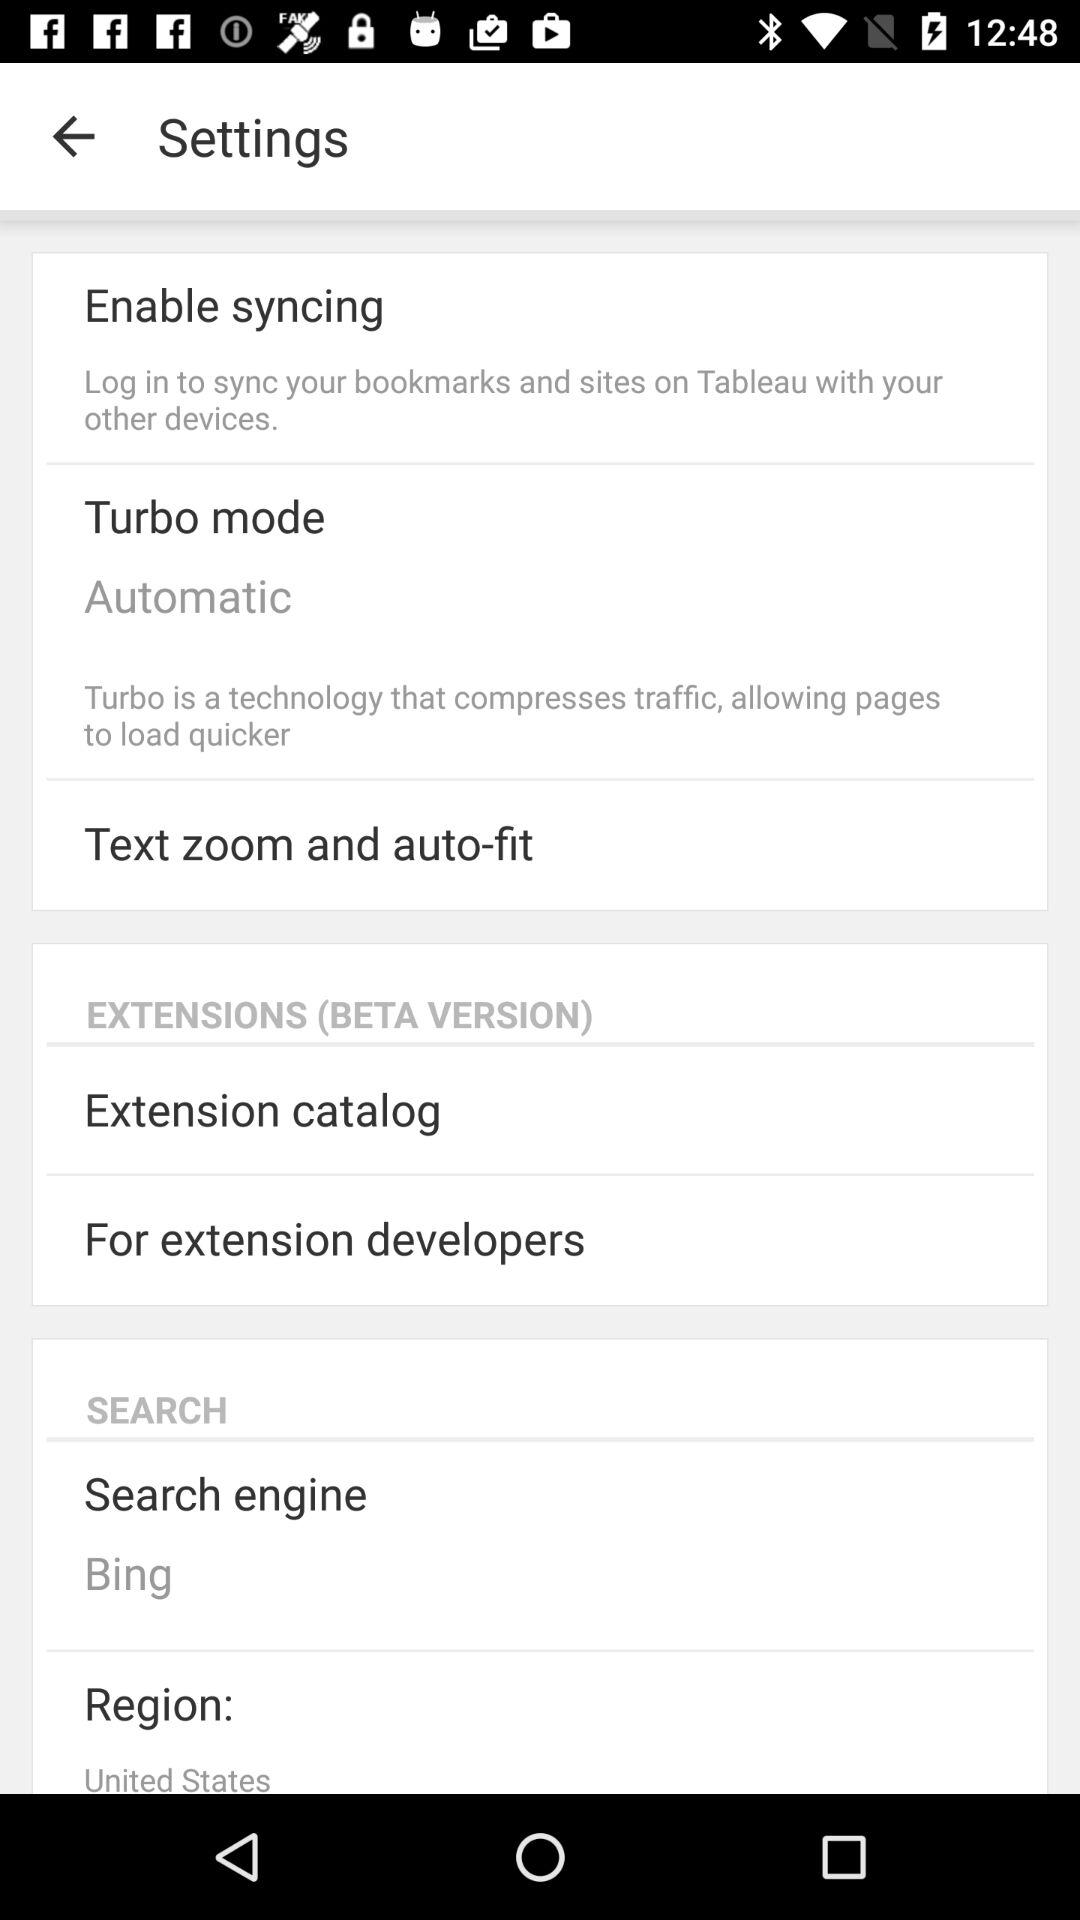 FAKE
12:48
Settings
Enable syncing
Log in to sync your bookmarks and sites on Tableau with your
other devices.
Turbo mode
Automatic
Turbo is a technology that compresses traffic, allowing pages
to load quicker
Text zoom and auto-fit
EXTENSIONS (BETA VERSION)
Extension catalog
For extension developers
SEARCH
Search engine
Bing
Region:
United States